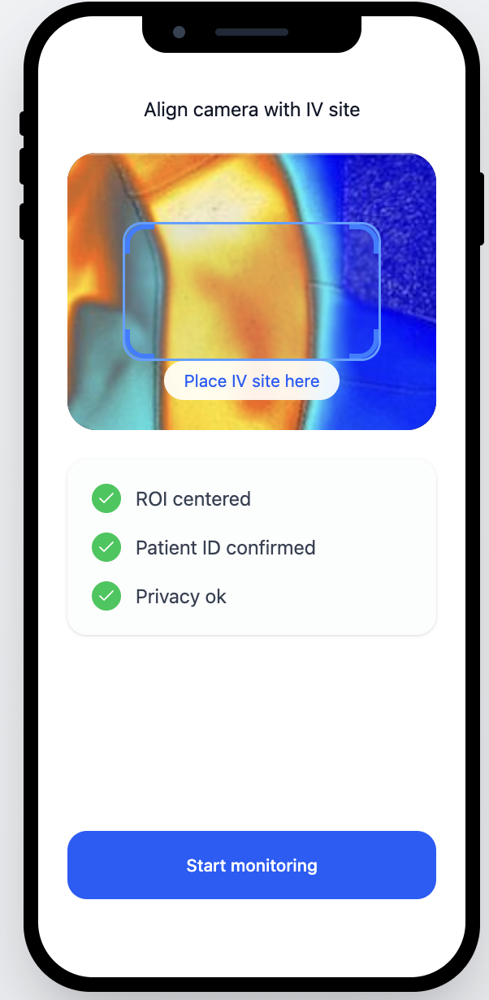 Align camera with IV site
Place IV site here
ROI centered
Patient ID confirmed
Privacy ok
Start monitoring